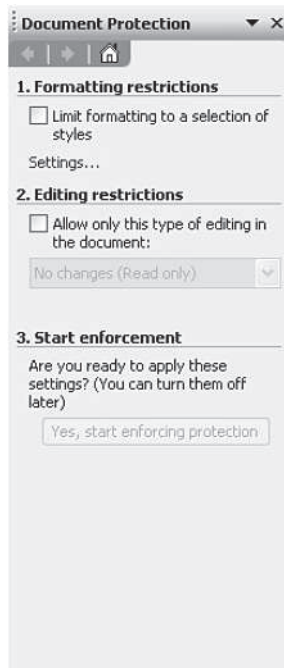 Document Protection
1. Formatting restrictions
Limit formatting to a selection of
styles
Settings...
2. Editing restrictions
Allow only this type of editing in
the document:
No changes (Read only)
3. Start enforcement
Are you ready to apply these
settings? (You can turn them off
later)
Yes, start enforcing protection